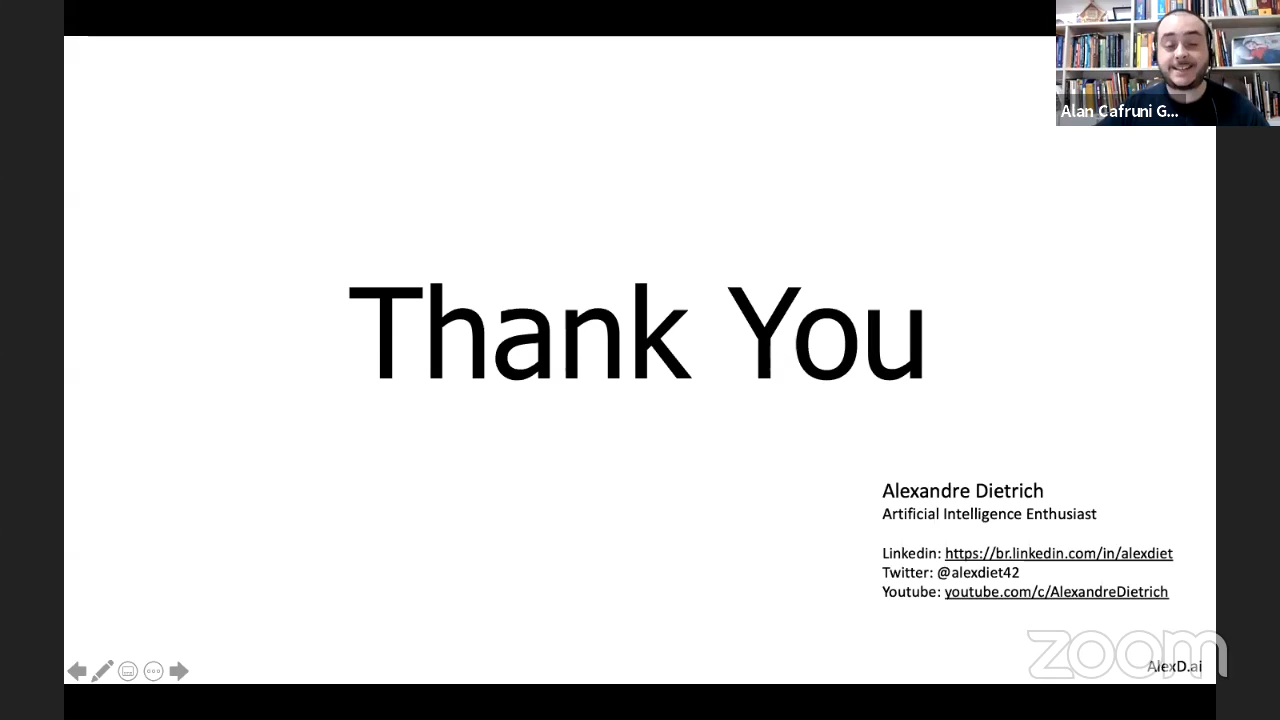 Alan Cafruni G...
Thank You
Alexandre Dietrich
Artificial Intelligence Enthusiast
Linkedin: https://br.linkedin.com/in/alexdiet
Twitter: @alexdiet42
Youtube: youtube.com/c/AlexandreDietrich
zoom
AlexD.ai